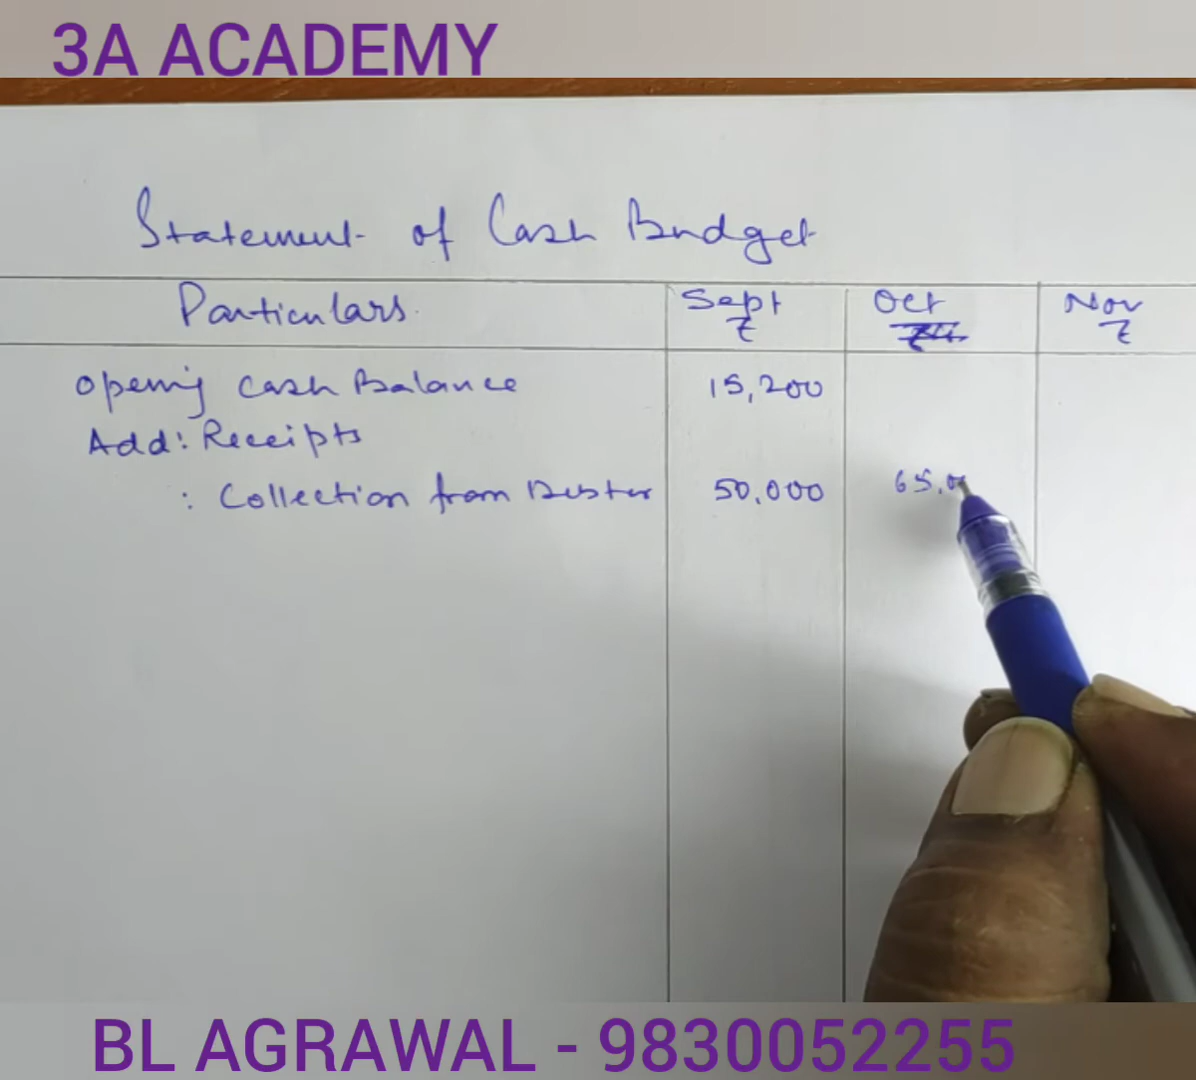 3A ACADEMY
Statement of Cash Budget
Particulars Sept Oct Nov
₹ ₹
Opening Cash Balance 15,200
Add: Receipts
: Collection from 50,000 65,0
BL AGRAWAL - 9830052255